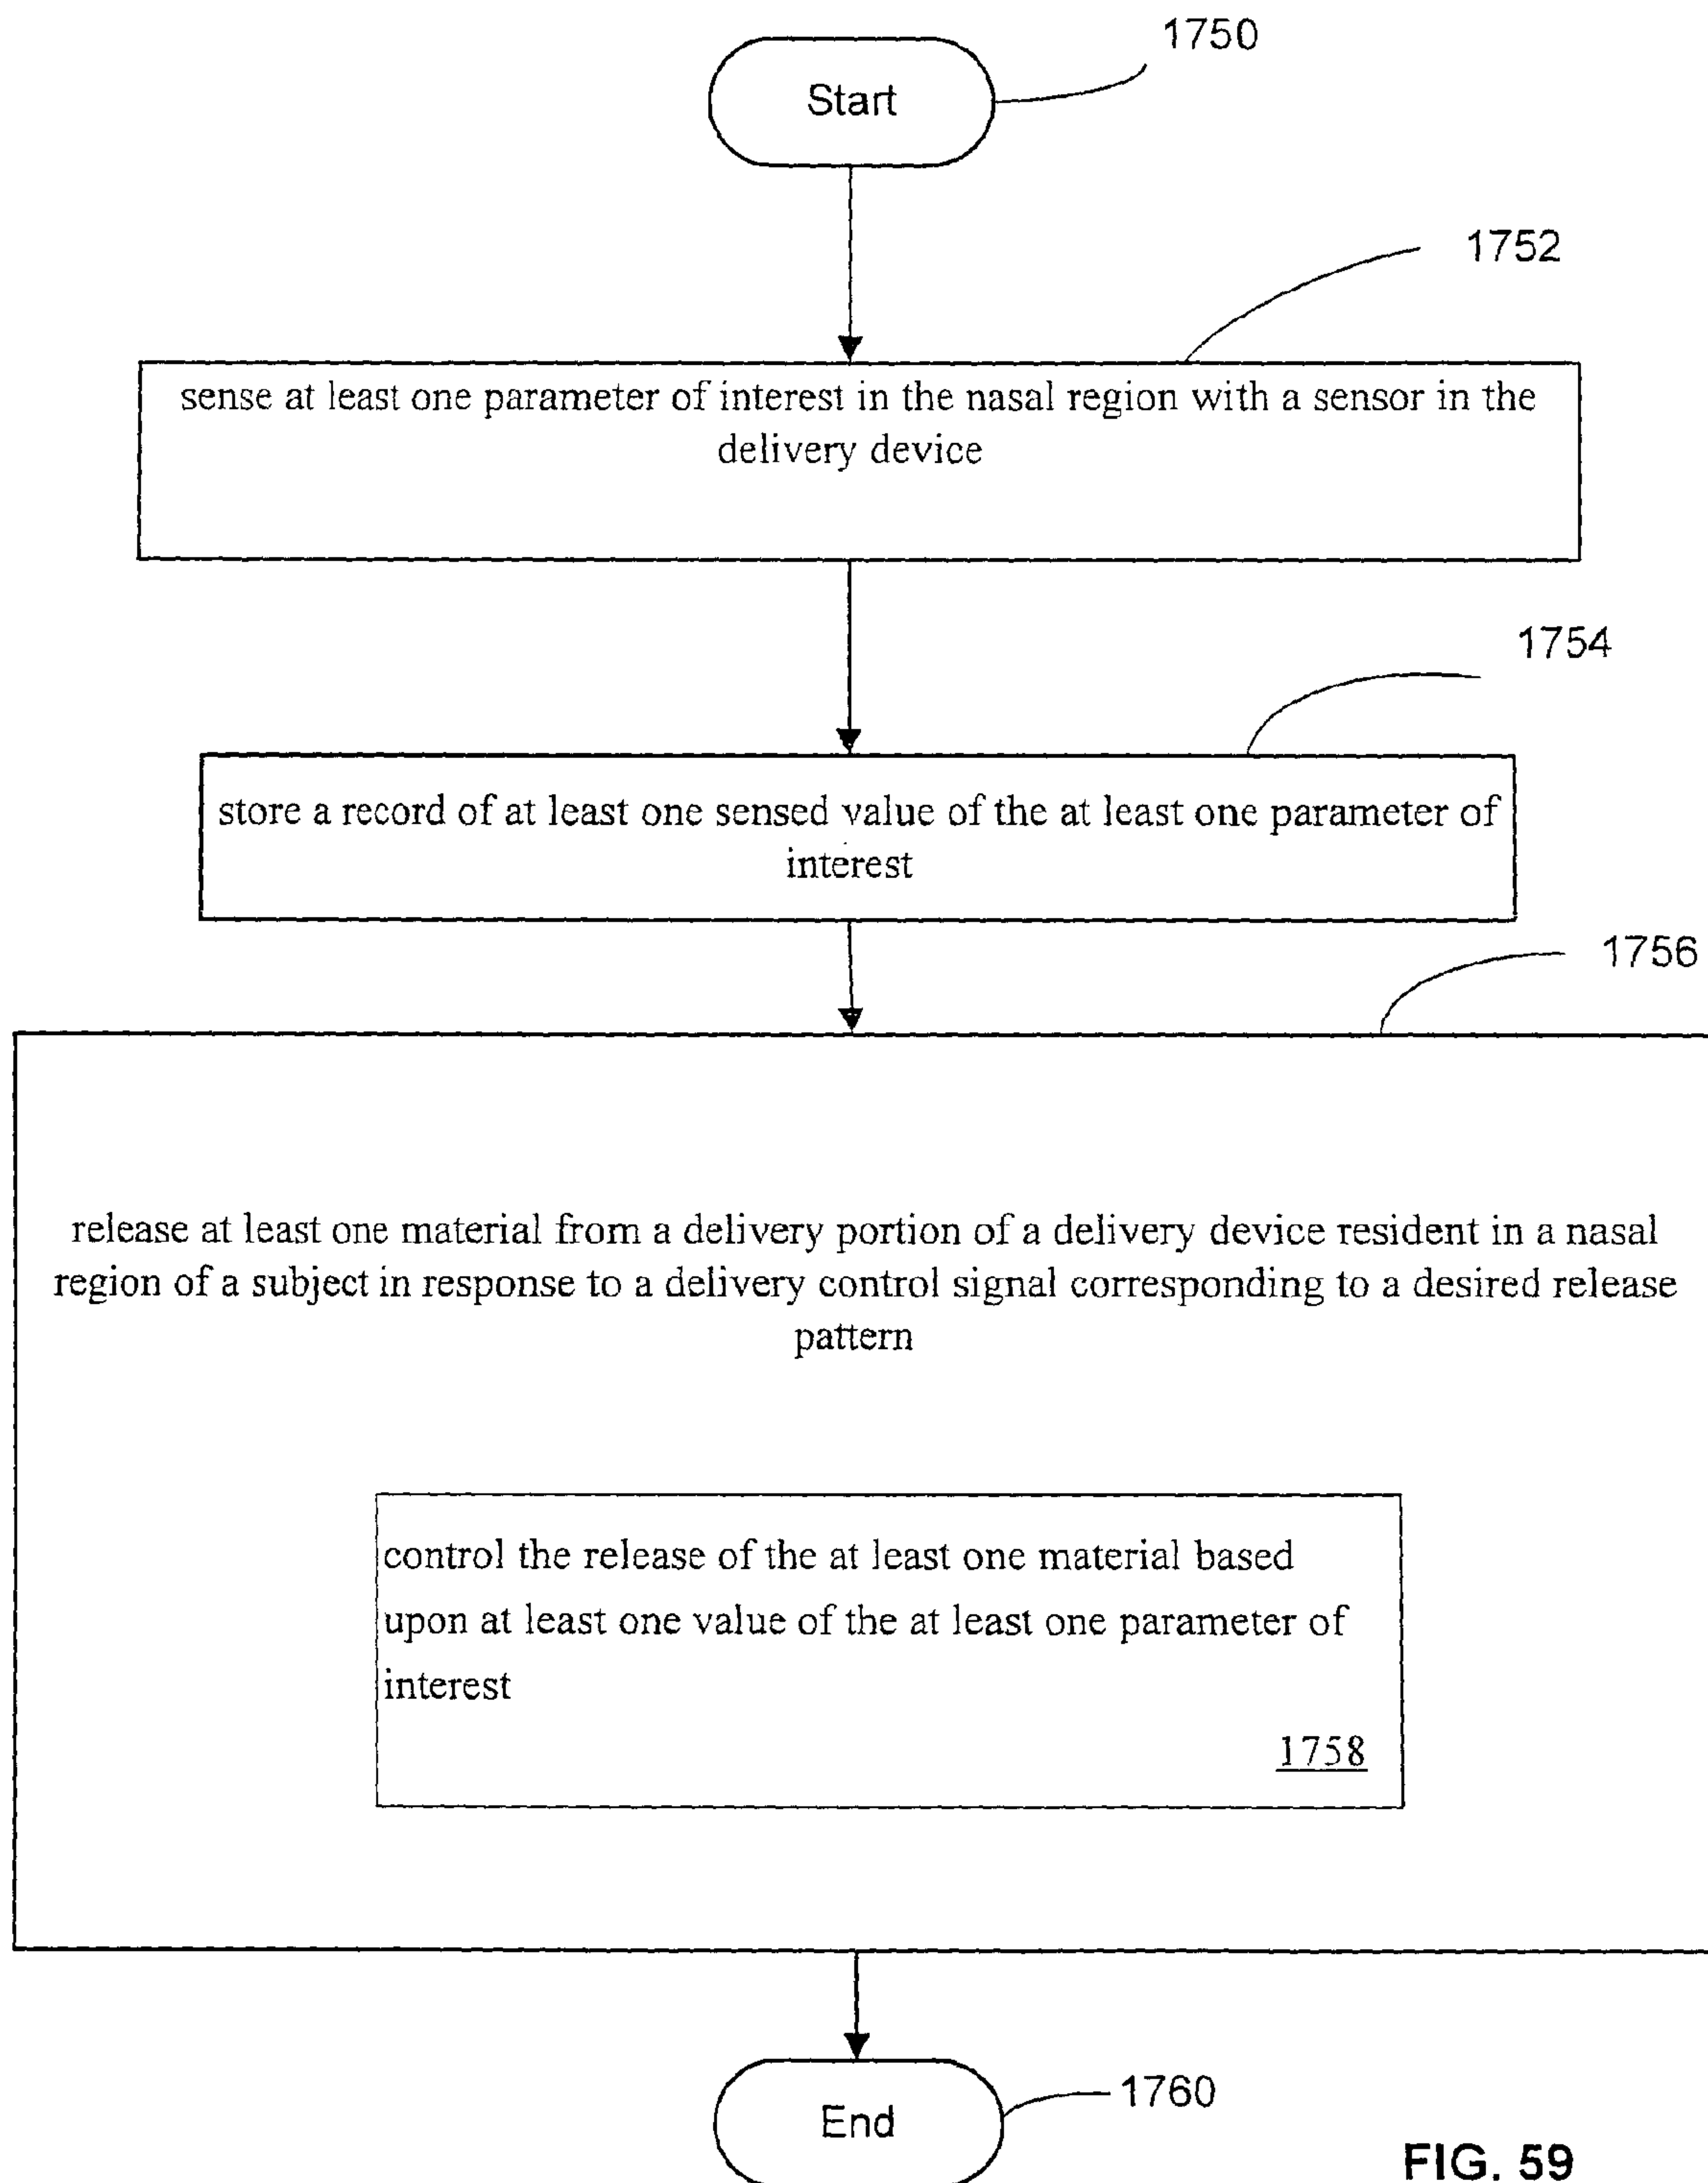 1750
Start
1752
sense at least one parameter of interest in the nasal region with a sensor in the
delivery device
1754
store a record of at least one sensed value of the at least one parameter of
interest
1756
release at least one material from a delivery portion of a delivery device resident in a nasal
region of a subject in response to a delivery control signal corresponding to a desired release
pattern
control the release of the at least one material based
upon at least one value of the at least one parameter of
interest
1758
End
1760
FIG. 59